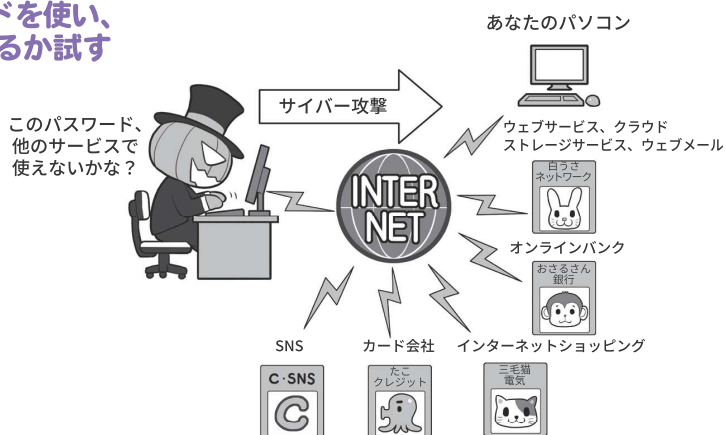 ドを使い、
るか試す
あなたのパソコン
サイバー攻撃
このパスワード、
他のサービスで
使えないかな?
ウェブサービス、クラウド
ストレージサービス、ウェブメール
白うさ
ネットワーク
INTER
NET
オンラインバンク
おさるさん
銀行
SNS
カード会社
インターネットショッピング
C・SNS
C
たこ
クレジット
三毛猫
電気